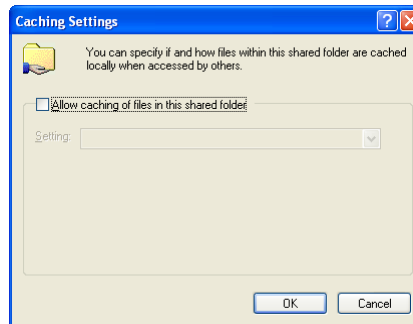 Caching Settings
You can specify if and how files within this shared folder are cached
locally when accessed by others.
Allow caching of files in this shared folder
Setting:
OK
Cancel